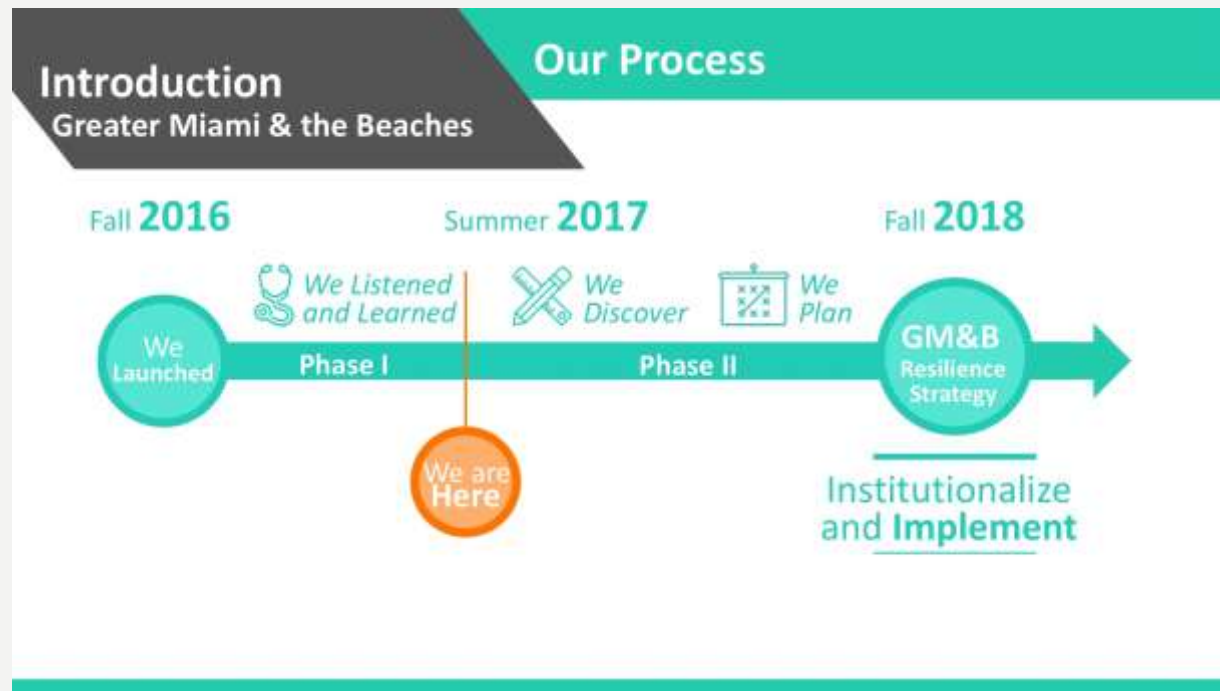 Introduction
Greater Miami & the Beaches
Our Process
Fall 2016
Summer 2017
Fall 2018
We Listened
and Learned
We
Discover
We
Plan
We
Launched
Phase I
Phase II
GM&B
Resilience
Strategy
We are
Here
Institutionalize
and Implement